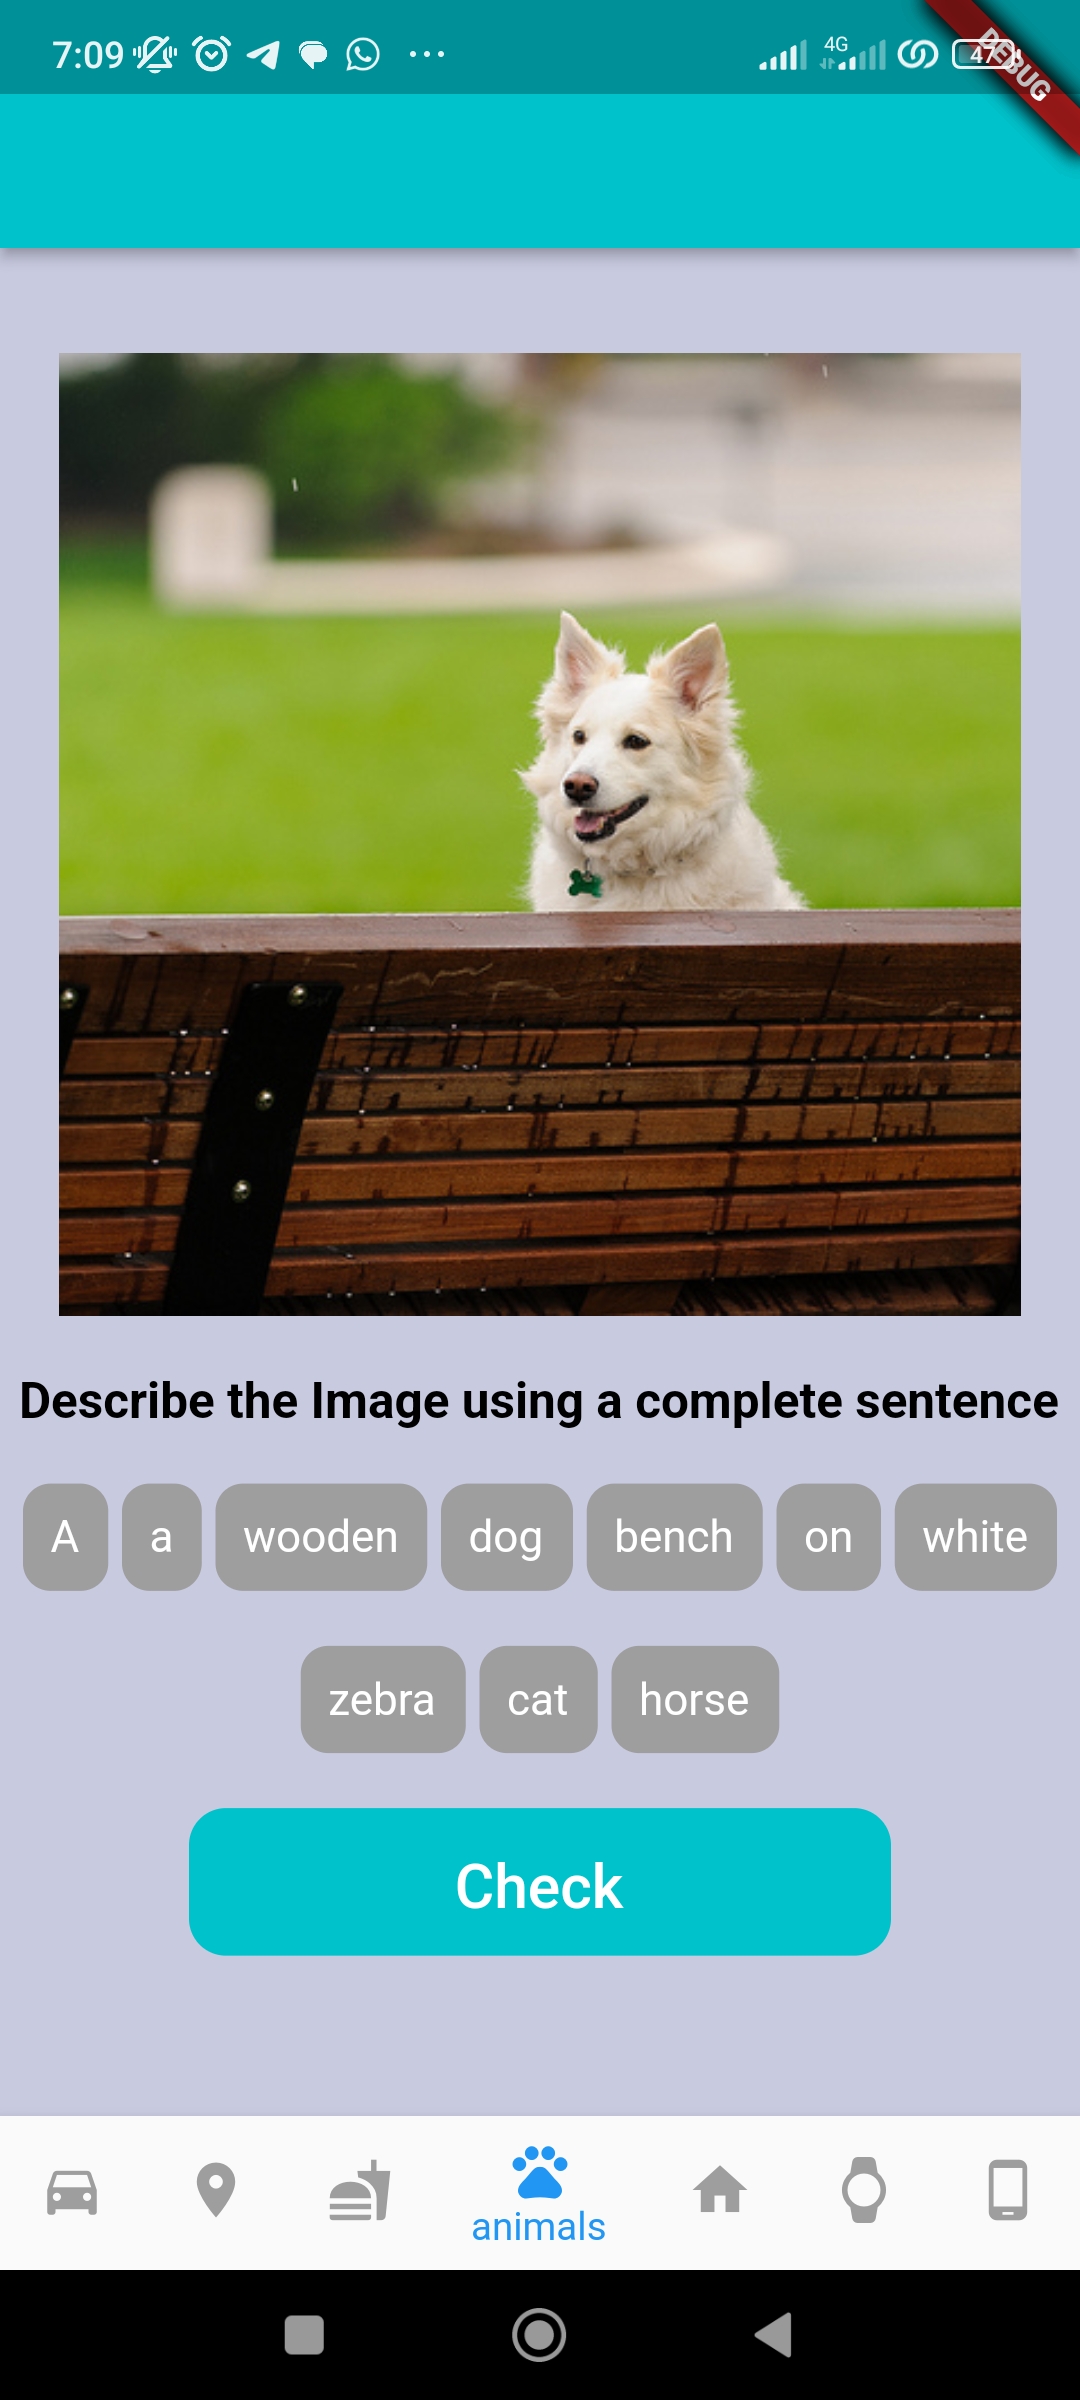 7:09 4G 47
DEBUG
Describe the Image using a complete sentence
A a wooden dog bench on white
zebra cat horse
Check
animals